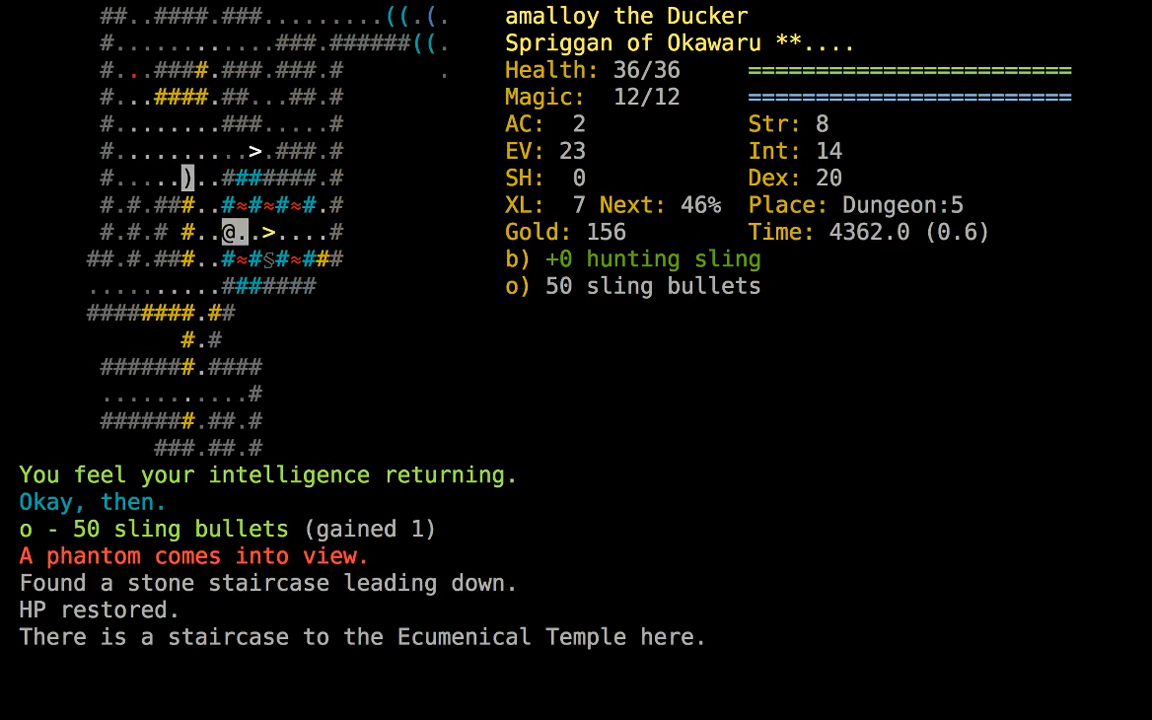 ##..####.###.........((.(.
#............###.######((.
#...####.###.###.#       .
#...####.##...##.#
#........###.....#
#..........>.###.#
#.....)..#######.#
#.#.###..#≈#≈#≈#.#
#.#.# #..@..>....#
##.#.###..#≈#§#≈###
..........#######
#########.##
#.#
#######.####
...........#
#######.##.#
###.##.#
amalloy the Ducker
Spriggan of Okawaru **....
Health: 36/36 ========================
Magic: 12/12 ========================
AC: 2 Str: 8
EV: 23 Int: 14
SH: 0 Dex: 20
XL: 7 Next: 46% Place: Dungeon:5
Gold: 156 Time: 4362.0 (0.6)
b) +0 hunting sling
o) 50 sling bullets
You feel your intelligence returning.
Okay, then.
o - 50 sling bullets (gained 1)
A phantom comes into view.
Found a stone staircase leading down.
HP restored.
There is a staircase to the Ecumenical Temple here.